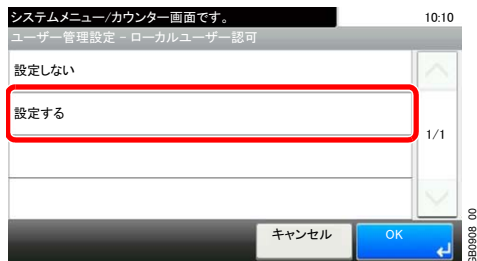 システムメニュー/カウンター画面です。 10:10
ユーザー管理設定 - ローカルユーザー認可
設定しない
設定する
1/1
キャンセル OK
GB0908_00